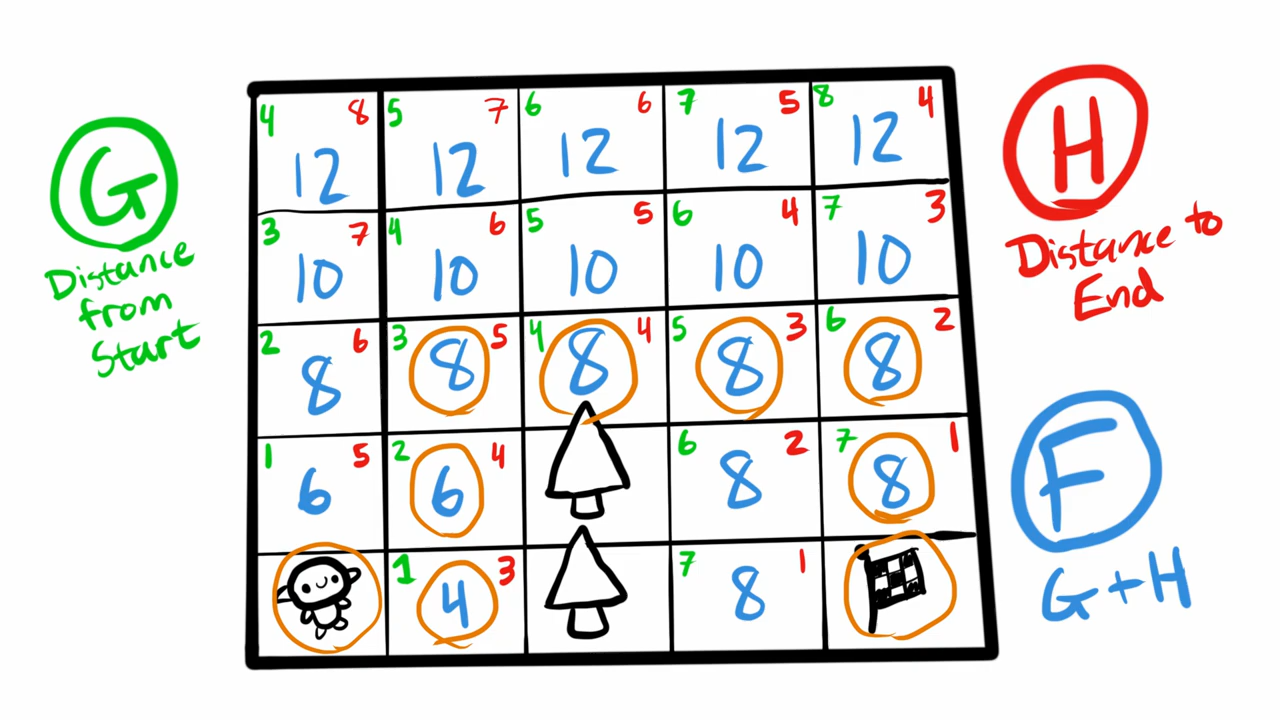 G
Distance
from
Start
4 8 5 7 6 6 7 5 8 4
12 12 12 12 12
3 7 4 6 5 5 6 4 7 3
10 10 10 10 10
2 6 3 5 4 4 5 3 6 2
8 8 8 8 8
1 5 2 4 6 2 7 1
6 6 8 8
1 3 7 1
4 8
H
Distance to
End
F
G+H